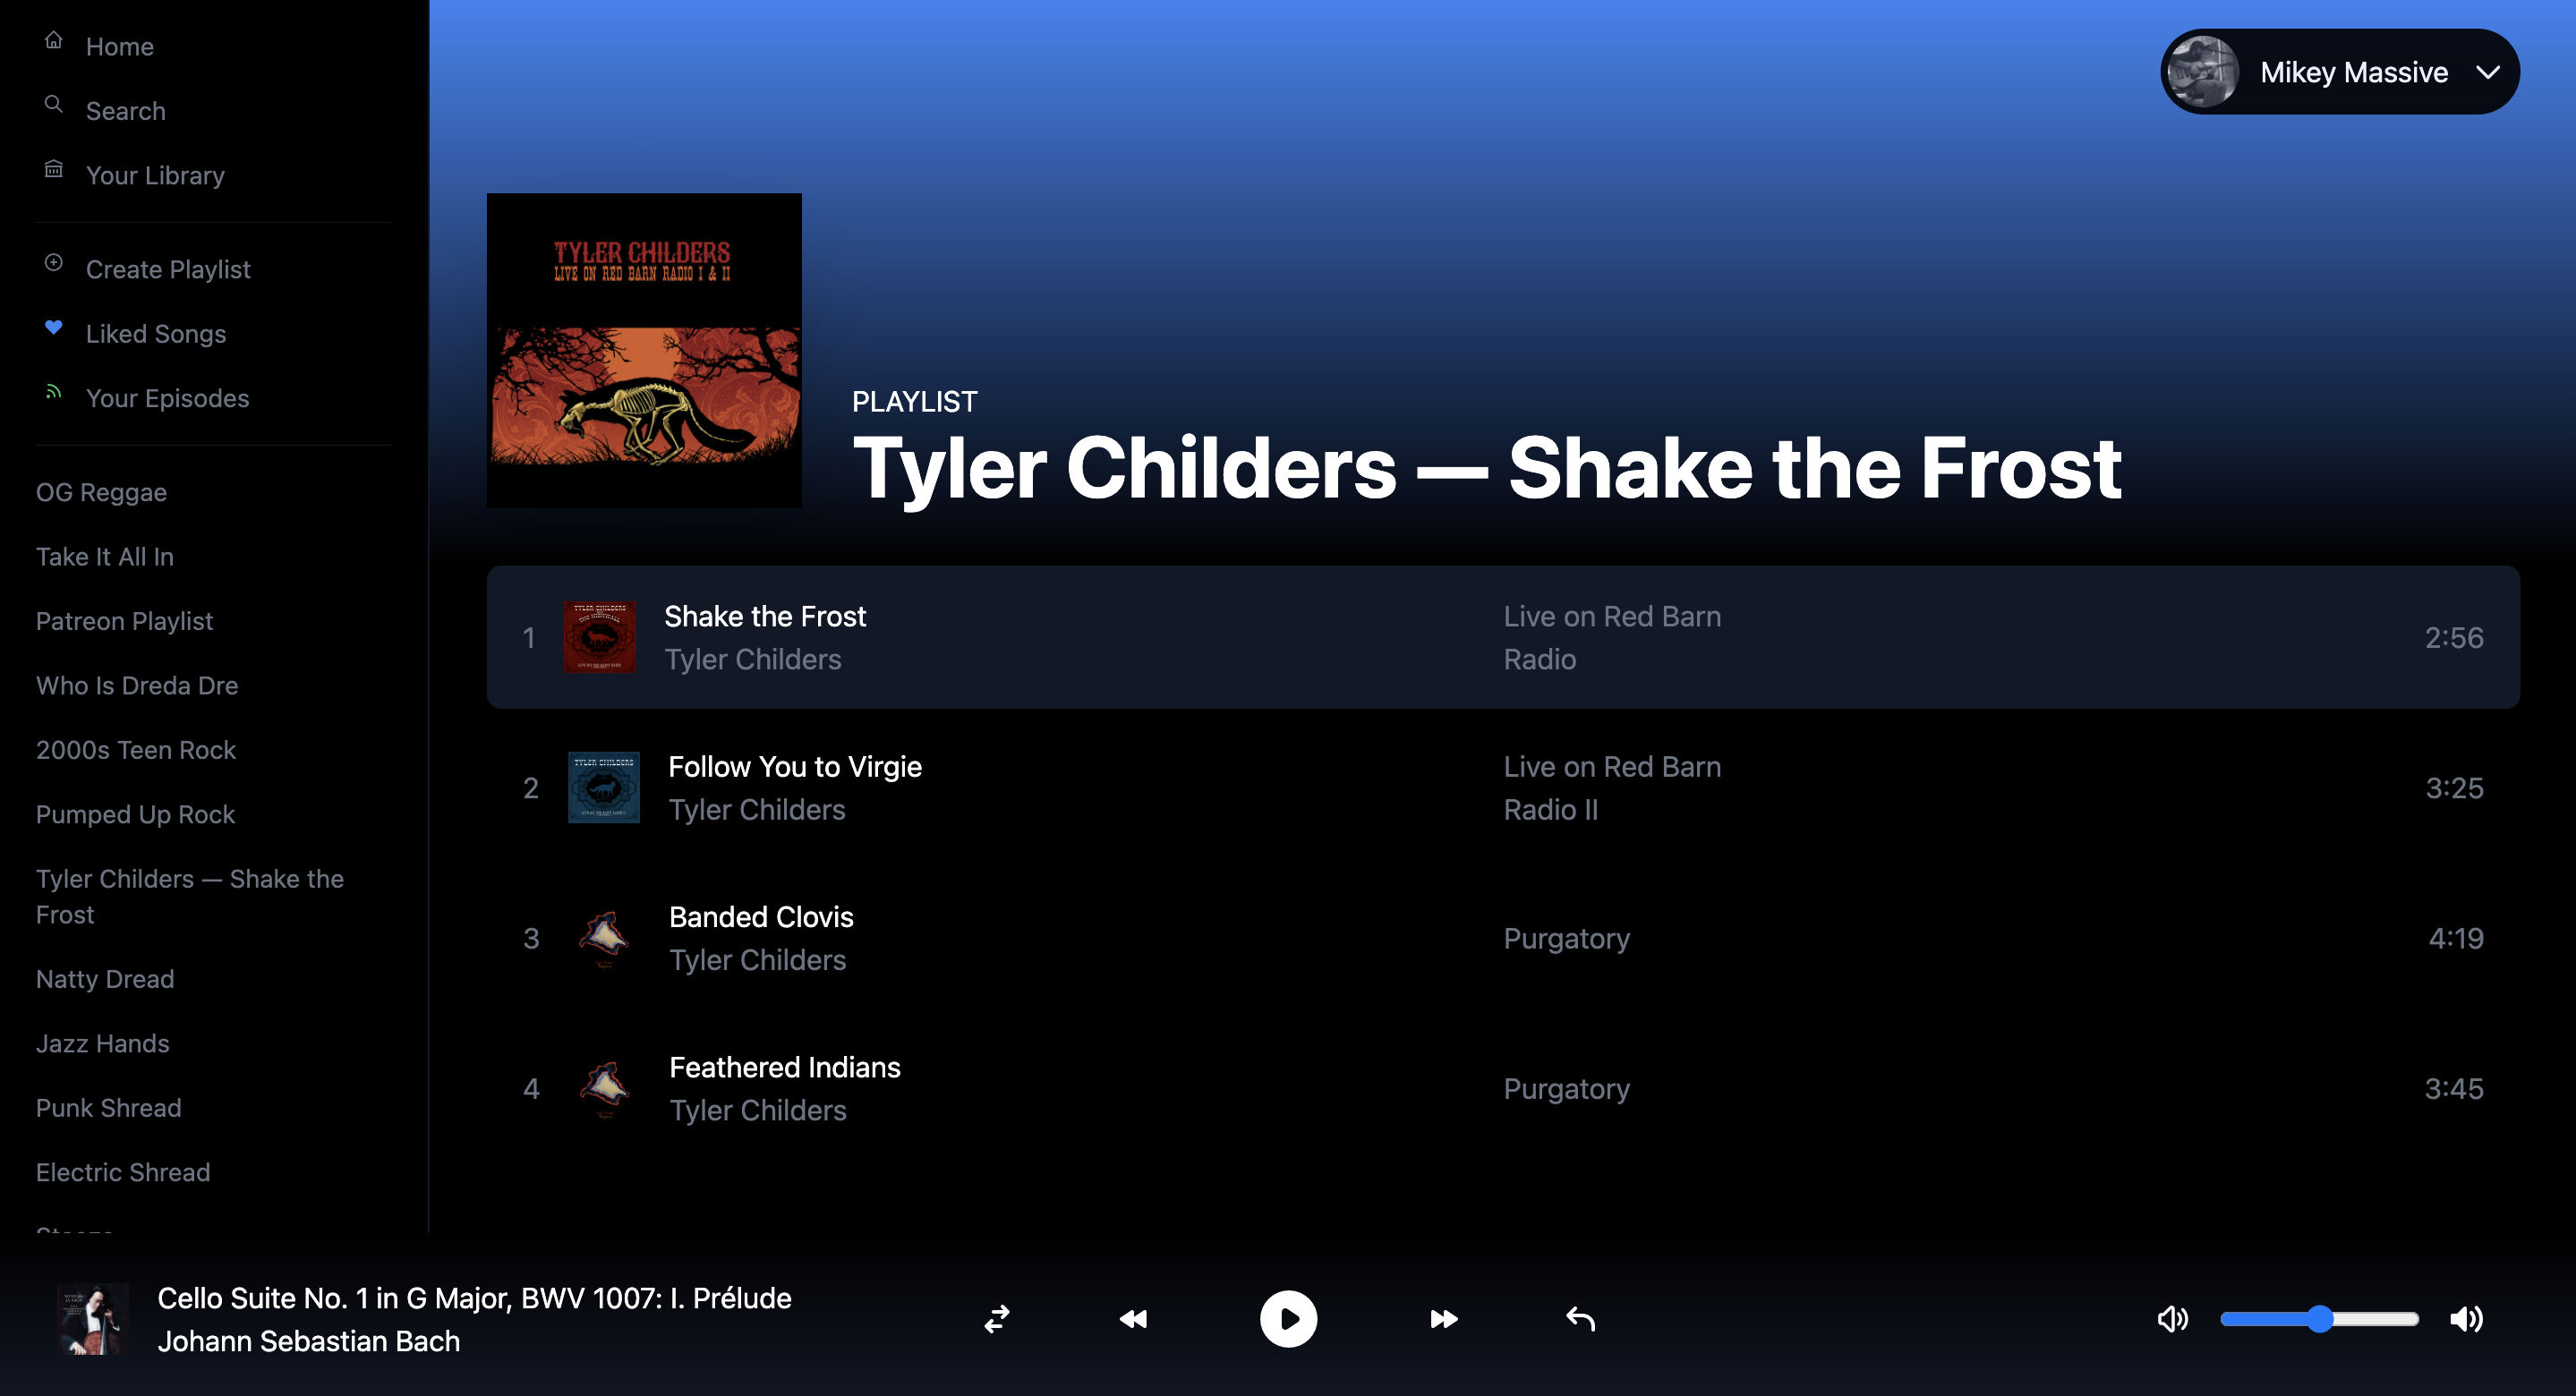 Home
Search
Your Library
Create Playlist
Liked Songs
Your Episodes
OG Reggae
Take It All In
Patreon Playlist
Who Is Dreda Dre
2000s Teen Rock
Pumped Up Rock
Tyler Childers — Shake the
Frost
Natty Dread
Jazz Hands
Punk Shread
Electric Shread
Mikey Massive
TYLER CHILDERS
LIVE ON RED BARN RADIO I & II
PLAYLIST
Tyler Childers — Shake the Frost
1
TYLER CHILDERS
Shake the Frost
Tyler Childers
Live on Red Barn
Radio
2:56
2
TYLER CHILDERS
Follow You to Virgie
Tyler Childers
Live on Red Barn
Radio II
3:25
3
Banded Clovis
Tyler Childers
Purgatory
4:19
4
Feathered Indians
Tyler Childers
Purgatory
3:45
Cello Suite No. 1 in G Major, BWV 1007: I. Prélude
Johann Sebastian Bach